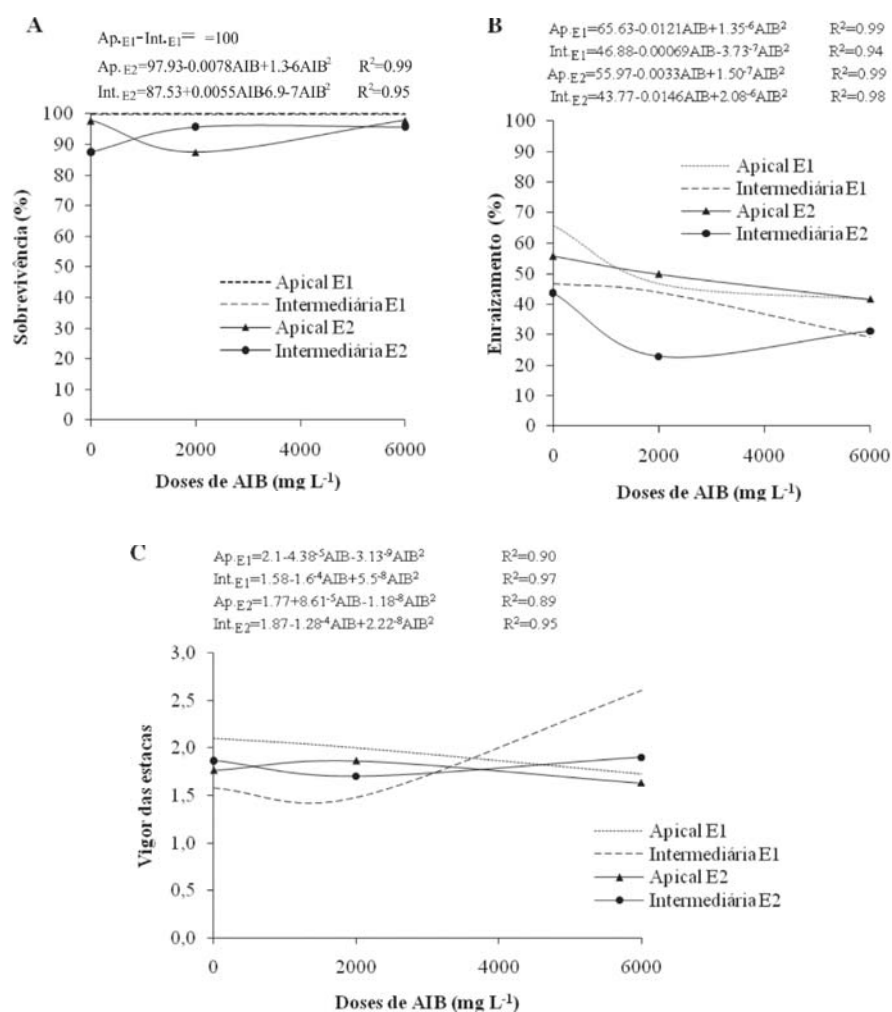 A
Ap.E1-Int.E1= =100
Ap.E2=97.93-0.0078AIB+1.3-6AIB² R²=0.99
Int.E2=87.53+0.0055AIB-6.9-7AIB² R²=0.95
Sobrevivência (%)
100
90
80
70
60
50
40
30
20
10
0
Apical E1
Intermediária E1
Apical E2
Intermediária E2
0 2000 4000 6000
Doses de AIB (mg L-1)
B
Ap.E1=65.63-0.0121AIB+1.35-6AIB² R²=0.99
Int.E1=46.88-0.00069AIB-3.73-7AIB² R²=0.94
Ap.E2=55.97-0.0033AIB+1.50-7AIB² R²=0.99
Int.E2=43.77-0.0146AIB+2.08-6AIB² R²=0.98
Enraizamento (%)
100
90
80
70
60
50
40
30
20
10
0
Apical E1
Intermediária E1
Apical E2
Intermediária E2
0 2000 4000 6000
Doses de AIB (mg L-1)
C
Ap.E1=2.1-4.38-5AIB-3.13-9AIB² R²=0.90
Int.E1=1.58-1.6-4AIB+5.5-8AIB² R²=0.97
Ap.E2=1.77+8.61-5AIB-1.18-8AIB² R²=0.89
Int.E2=1.87-1.28-4AIB+2.22-8AIB² R²=0.95
Vigor das estacas
3,0
2,5
2,0
1,5
1,0
0,5
0,0
Apical E1
Intermediária E1
Apical E2
Intermediária E2
0 2000 4000 6000
Doses de AIB (mg L-1)